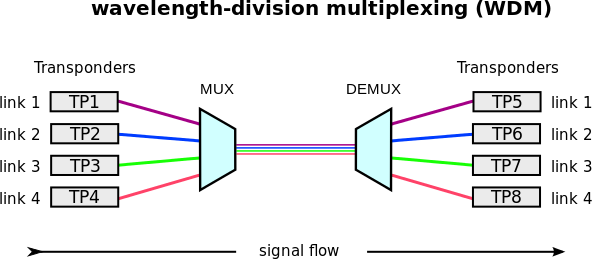 wavelength-division multiplexing (WDM)
Transponders
Transponders
MUX
DEMUX
link 1 TP1
TP5 link 1
link 2 TP2
TP6 link 2
link 3 TP3
TP7 link 3
link 4 TP4
TP8 link 4
signal flow